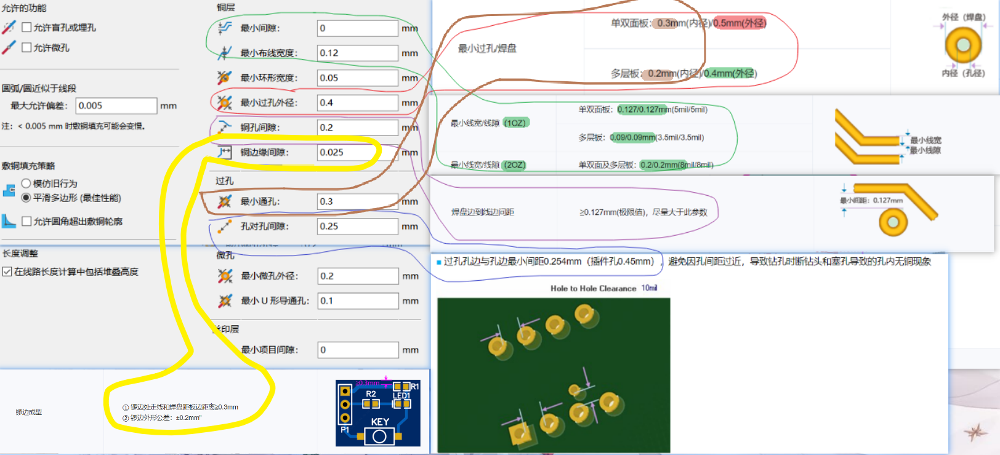 允许的功能
允许盲孔或埋孔
允许微孔
圆弧/圆近似于线段
最大允许偏差: 0.005 mm
注: < 0.005 mm 时敷铜填充可能会变慢。
敷铜填充策略
模仿旧行为
平滑多边形 (最佳性能)
允许圆角超出敷铜轮廓
长度调整
在线路长度计算中包括堆叠高度
铜层
最小间隙: 0 mm
最小布线宽度: 0.12 mm
最小环形宽度: 0.05 mm
最小过孔外径: 0.4 mm
铜孔间隙: 0.2 mm
铜边缘间隙: 0.025 mm
过孔
最小通孔: 0.3 mm
孔对孔间隙: 0.25 mm
微孔
最小微孔外径: 0.2 mm
最小 U 形导通孔: 0.1 mm
丝印层
最小项目间隙: 0 mm
锣边成型
① 锣边处走线和焊盘距板边距离≥0.3mm
② 锣边外形公差: ±0.2mm"
≥0.3mm
R1
R2
LED1
P1
KEY
最小过孔/焊盘
单双面板: 0.3mm(内径)/0.5mm(外径)
多层板: 0.2mm(内径)/0.4mm(外径)
外径（焊盘）
内径（孔径）
最小线宽/线隙 (1OZ)
单双面板: 0.127/0.127mm(5mil/5mil)
多层板: 0.09/0.09mm(3.5mil/3.5mil)
最小线宽/线隙 (2OZ)
单双面及多层板: 0.2/0.2mm(8mil/8mil)
最小线宽
最小线隙
焊盘边到线边间距
≥0.127mm(极限值)，尽量大于此参数
最小间距: 0.127mm
过孔孔边与孔边最小间距0.254mm（插件孔0.45mm），避免因孔间距过近，导致钻孔时断钻头和塞孔导致的孔内无铜现象
Hole to Hole Clearance 10mil